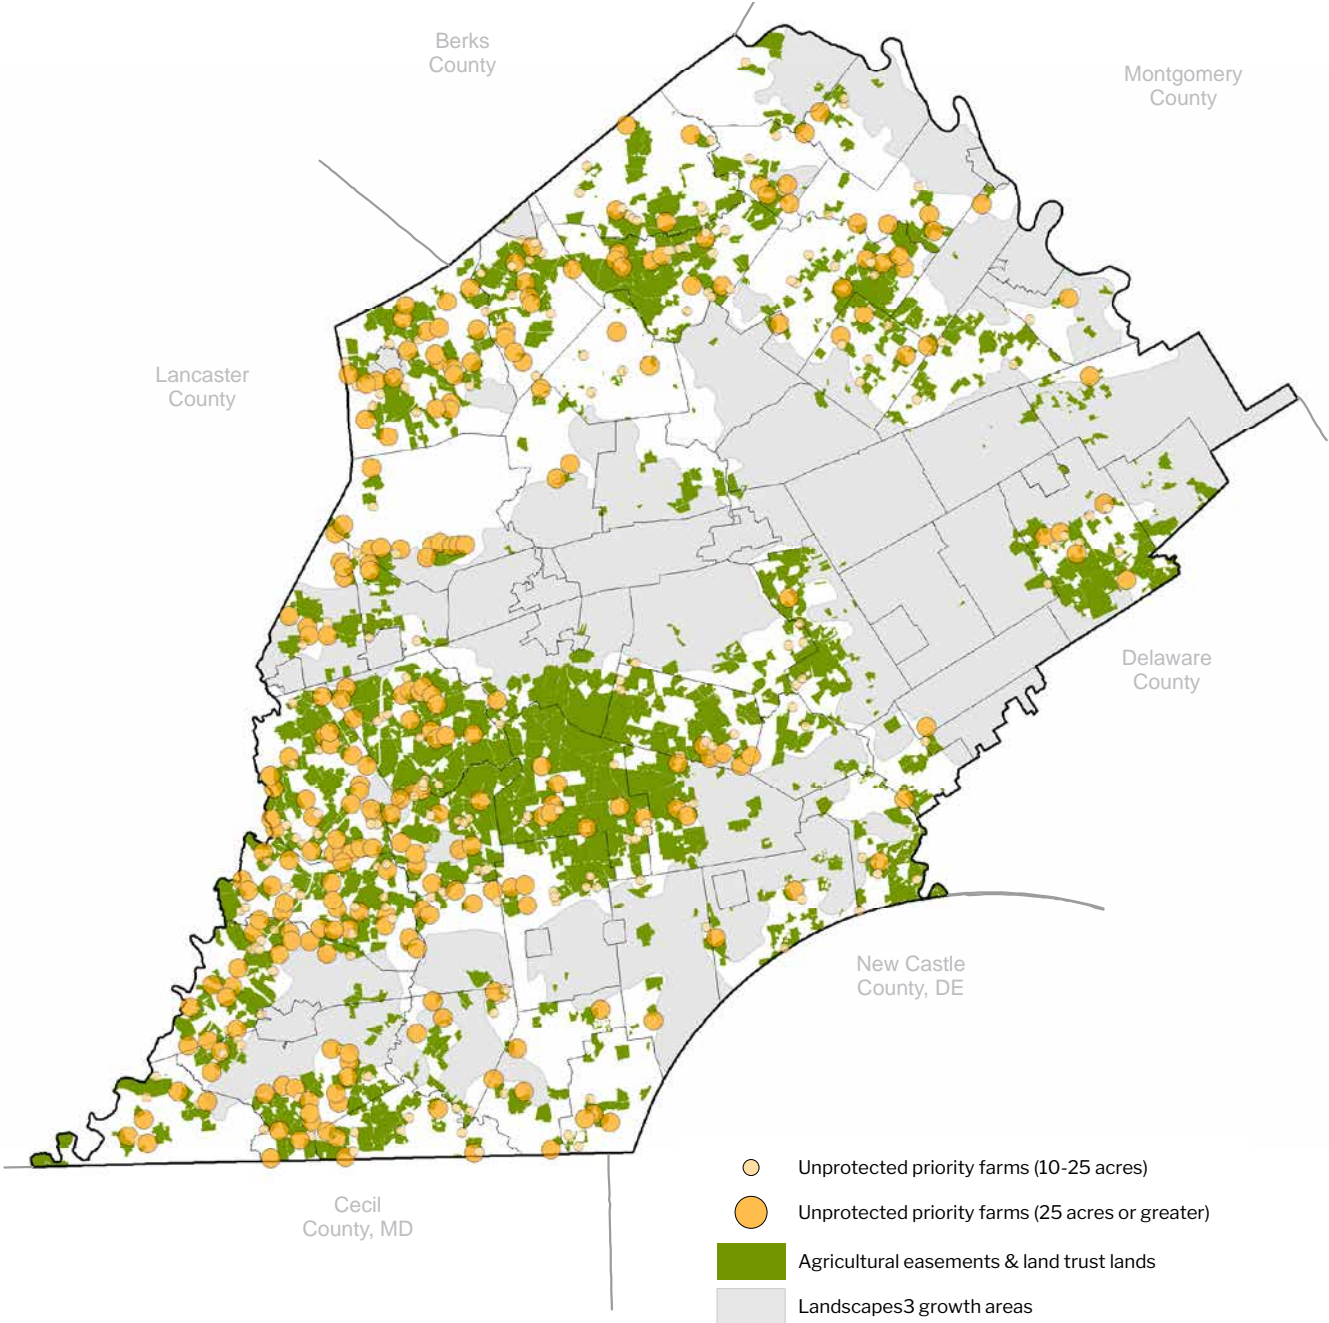 Berks
County
Montgomery
County
Lancaster
County
Delaware
County
New Castle
County, DE
Cecil
County, MD
Unprotected priority farms (10-25 acres)
Unprotected priority farms (25 acres or greater)
Agricultural easements & land trust lands
Landscapes3 growth areas